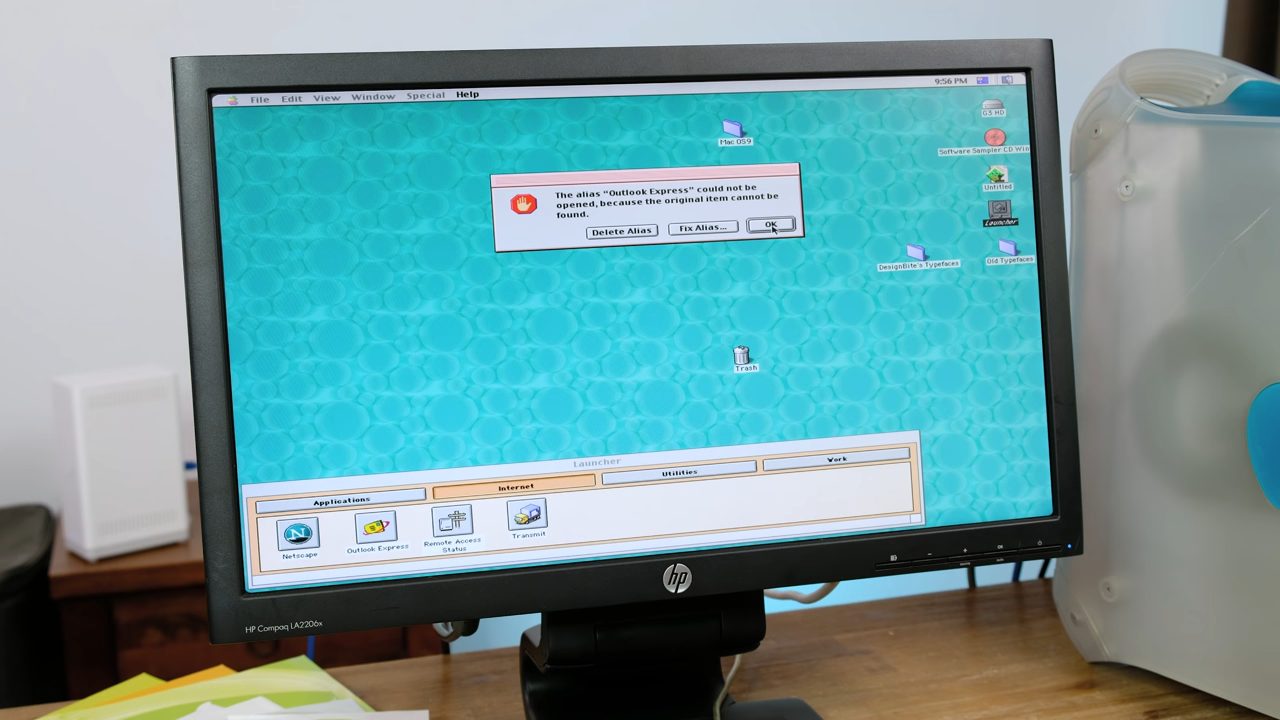 File Edit View Window Special Help
9:56 PM
G3 HD
Mac OS9
Software Sampler CD Win
Untitled
Launcher
The alias “Outlook Express” could not be
opened, because the original item cannot be
found.
Delete Alias Fix Alias... OK
DesignBite's Typefaces
Old Typefaces
Trash
Launcher
Applications Internet Utilities Work
Netscape
Outlook Express
Remote Access
Status
Transmit
hp
HP Compaq LA2206x